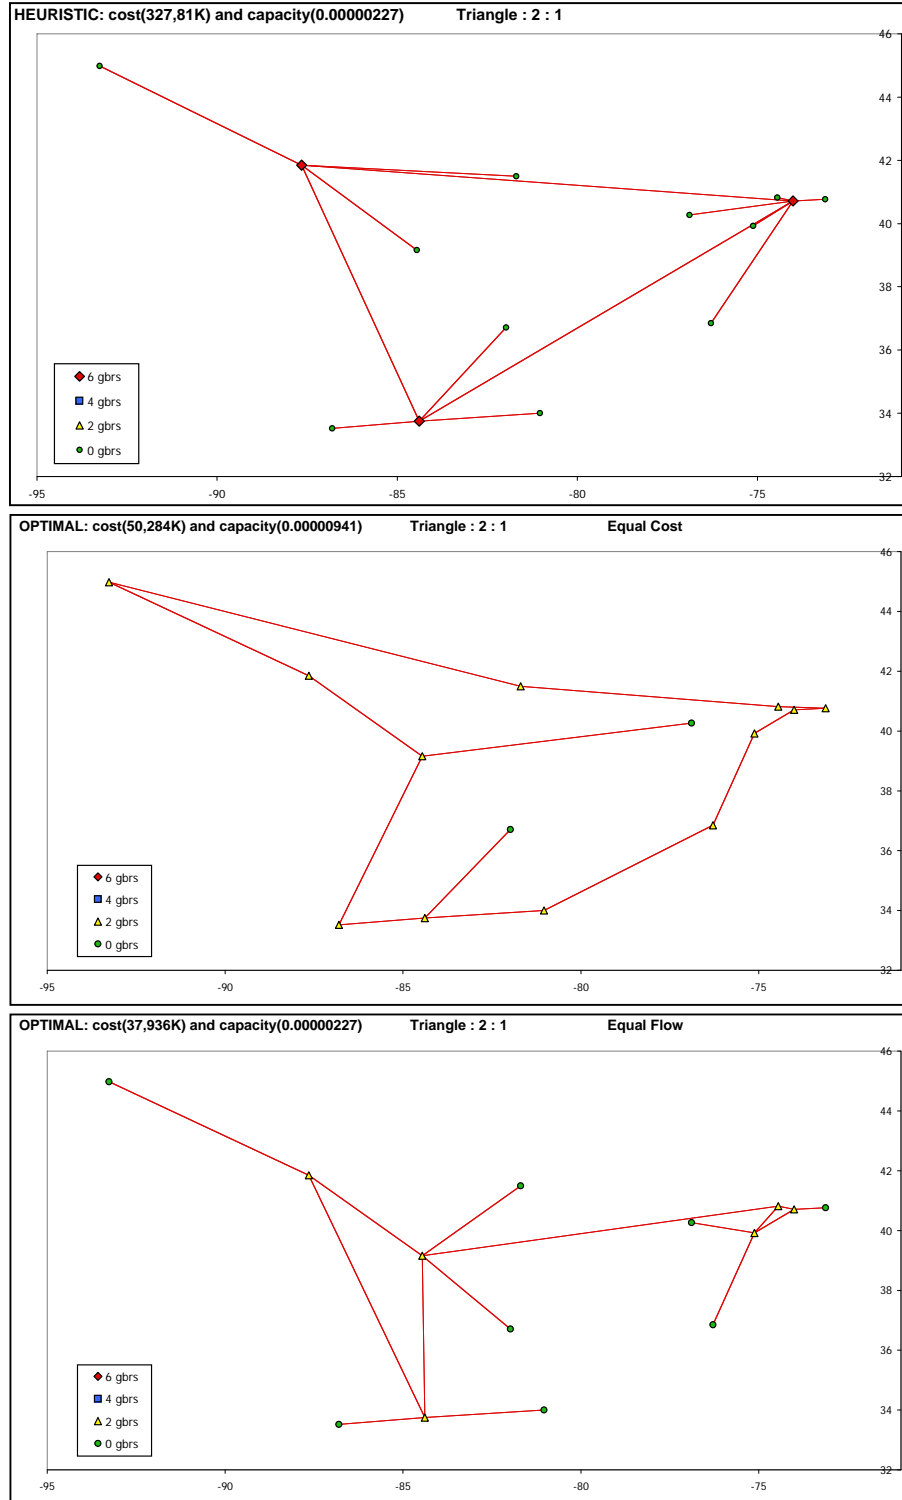 HEURISTIC: cost(327,81K) and capacity(0.00000227) Triangle : 2 : 1
46
44
42
40
38
36
34
32
6 gbrs
4 gbrs
2 gbrs
0 gbrs
-95 -90 -85 -80 -75
OPTIMAL: cost(50,284K) and capacity(0.00000941) Triangle : 2 : 1 Equal Cost
46
44
42
40
38
36
34
32
6 gbrs
4 gbrs
2 gbrs
0 gbrs
-95 -90 -85 -80 -75
OPTIMAL: cost(37,936K) and capacity(0.00000227) Triangle : 2 : 1 Equal Flow
46
44
42
40
38
36
34
32
6 gbrs
4 gbrs
2 gbrs
0 gbrs
-95 -90 -85 -80 -75